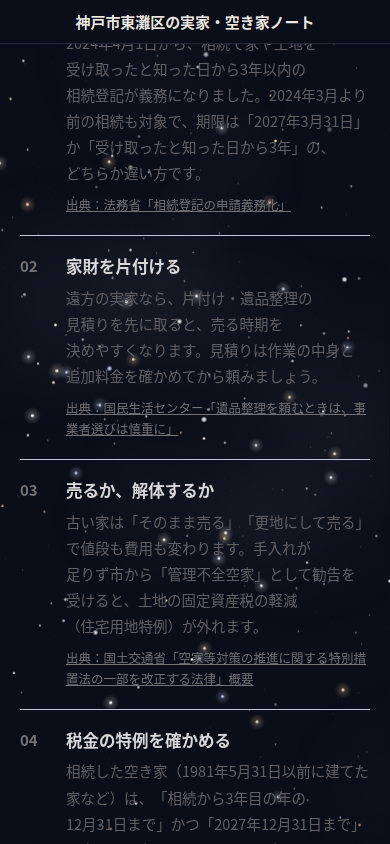 神戸市東灘区の実家・空き家ノート
2024年4月1日から、相続で家や土地を
受け取ったと知った日から3年以内の
相続登記が義務になりました。2024年3月より
前の相続も対象で、期限は「2027年3月31日」
か「受け取ったと知った日から3年」の、
どちらか遅い方です。
出典：法務省「相続登記の申請義務化」
02 家財を片付ける
遠方の実家なら、片付け・遺品整理の
見積りを先に取ると、売る時期を
決めやすくなります。見積りは作業の中身と
追加料金を確かめてから頼みましょう。
出典：国民生活センター「遺品整理を頼むときは、事
業者選びは慎重に」
03 売るか、解体するか
古い家は「そのまま売る」「更地にして売る」
で値段も費用も変わります。手入れが
足りず市から「管理不全空家」として勧告を
受けると、土地の固定資産税の軽減
（住宅用地特例）が外れます。
出典：国土交通省「空家等対策の推進に関する特別措
置法の一部を改正する法律」概要
04 税金の特例を確かめる
相続した空き家（1981年5月31日以前に建てた
家など）は、「相続から3年目の年の
12月31日まで」かつ「2027年12月31日まで」